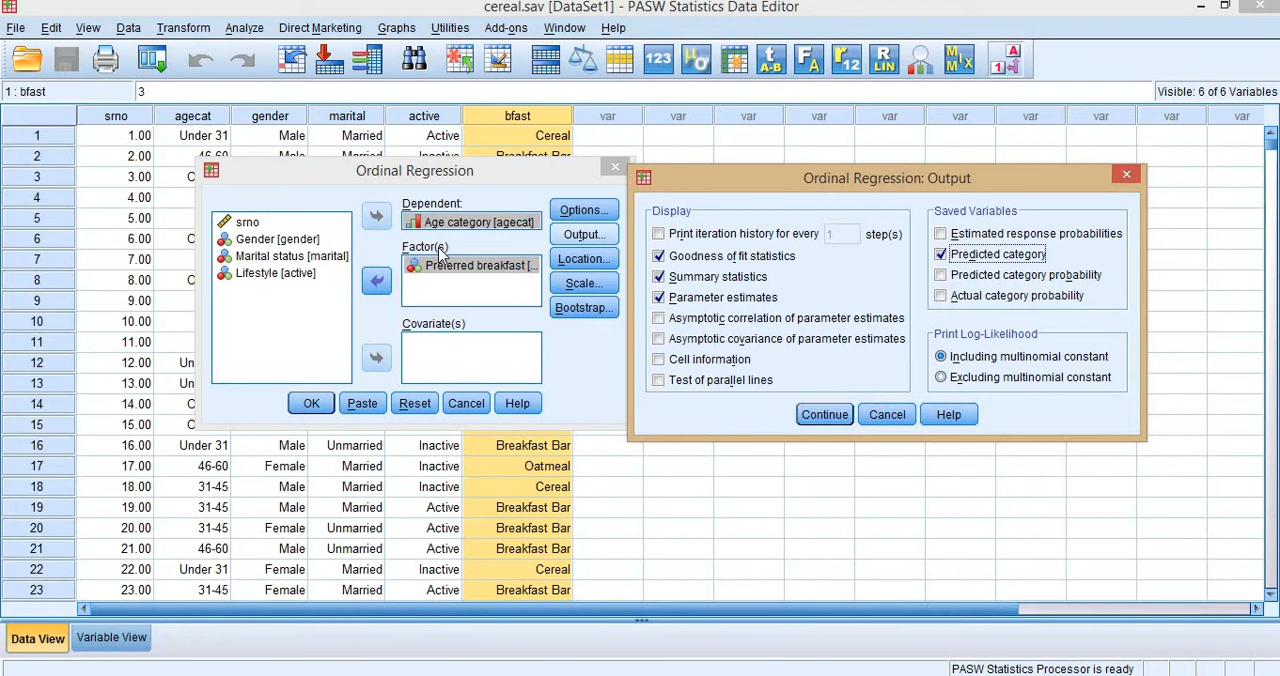 cereal.sav [DataSet1] - PASW Statistics Data Editor
File Edit View Data Transform Analyze Direct Marketing Graphs Utilities Add-ons Window Help
1 : bfast 3 Visible: 6 of 6 Variables
srno agecat gender marital active bfast var var var var var var var var var var
1 1.00 Under 31 Male Married Active Cereal
2 2.00 46-60 Male Married Inactive Breakfast Bar
3 3.00
4 4.00
5 5.00
6 6.00
7 7.00
8 8.00
9 9.00
10 10.00
11 11.00
12 12.00
13 13.00
14 14.00
15 15.00
16 16.00 Under 31 Male Unmarried Inactive Breakfast Bar
17 17.00 46-60 Female Married Inactive Oatmeal
18 18.00 31-45 Female Married Inactive Cereal
19 19.00 31-45 Female Married Active Breakfast Bar
20 20.00 31-45 Female Unmarried Active Breakfast Bar
21 21.00 46-60 Male Unmarried Active Breakfast Bar
22 22.00 Under 31 Female Married Active Cereal
23 23.00 31-45 Female Married Active Breakfast Bar
Ordinal Regression
srno
Gender [gender]
Marital status [marital]
Lifestyle [active]
Dependent:
Age category [agecat]
Factor(s)
Preferred breakfast [...
Covariate(s)
Options...
Output...
Location...
Scale...
Bootstrap...
OK Paste Reset Cancel Help
Ordinal Regression: Output
Display
Print iteration history for every 1 step(s)
Goodness of fit statistics
Summary statistics
Parameter estimates
Asymptotic correlation of parameter estimates
Asymptotic covariance of parameter estimates
Cell information
Test of parallel lines
Saved Variables
Estimated response probabilities
Predicted category
Predicted category probability
Actual category probability
Print Log-Likelihood
Including multinomial constant
Excluding multinomial constant
Continue Cancel Help
Data View Variable View
PASW Statistics Processor is ready